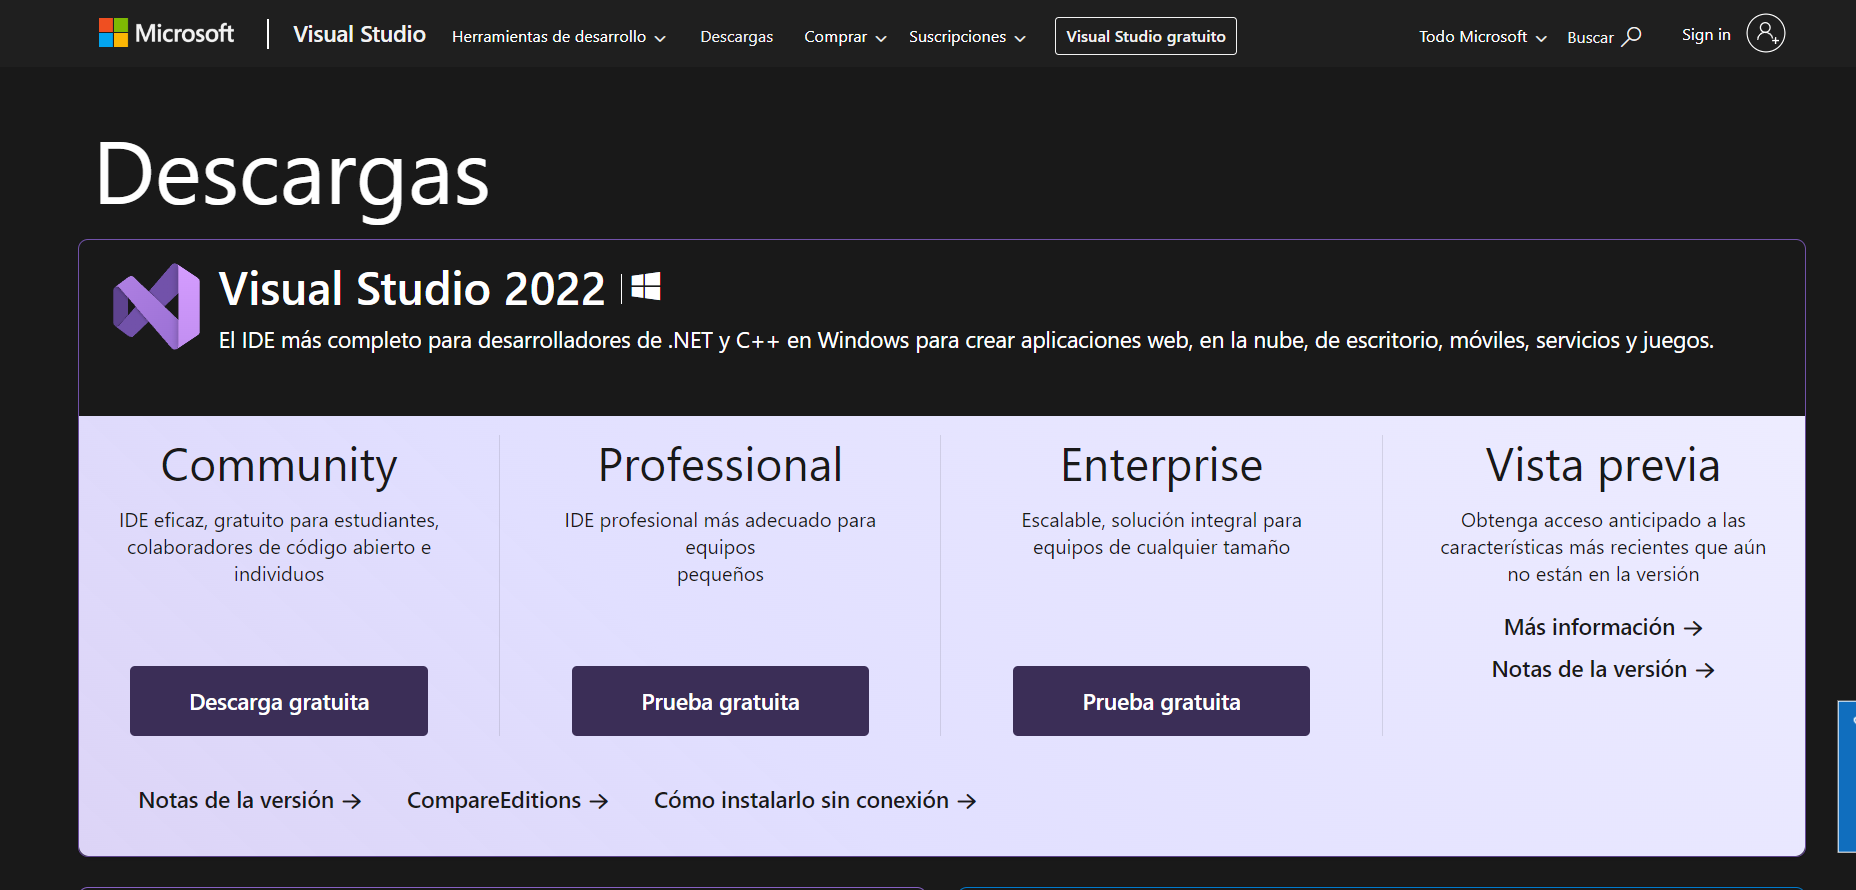 Microsoft
Visual Studio
Herramientas de desarrollo
Descargas
Comprar
Suscripciones
Visual Studio gratuito
Todo Microsoft
Buscar
Sign in
Descargas
Visual Studio 2022
El IDE más completo para desarrolladores de .NET y C++ en Windows para crear aplicaciones web, en la nube, de escritorio, móviles, servicios y juegos.
Community
IDE eficaz, gratuito para estudiantes,
colaboradores de código abierto e
individuos
Descarga gratuita
Professional
IDE profesional más adecuado para
equipos
pequeños
Prueba gratuita
Enterprise
Escalable, solución integral para
equipos de cualquier tamaño
Prueba gratuita
Vista previa
Obtenga acceso anticipado a las
características más recientes que aún
no están en la versión
Más información →
Notas de la versión →
Notas de la versión →
CompareEditions →
Cómo instalarlo sin conexión →